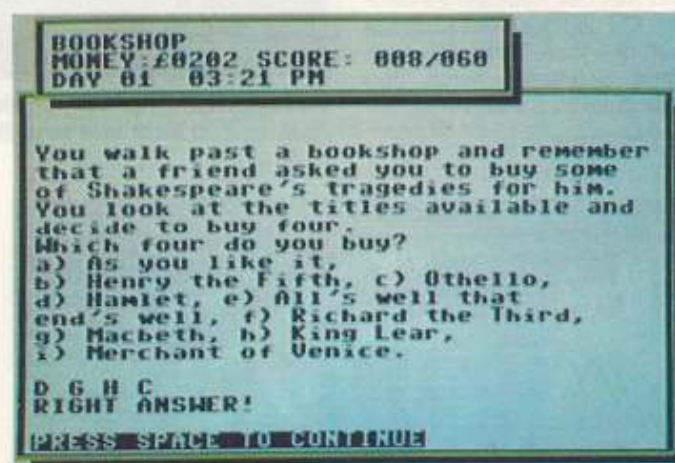 BOOKSHOP
MONEY:£0202 SCORE: 008/060
DAY 01 03:21 PM
You walk past a bookshop and remember
that a friend asked you to buy some
of Shakespeare's tragedies for him.
You look at the titles available and
decide to buy four.
Which four do you buy?
a) As you like it,
b) Henry the Fifth, c) Othello,
d) Hamlet, e) All's well that
end's well, f) Richard the Third,
g) Macbeth, h) King Lear,
i) Merchant of Venice.
D G H C
RIGHT ANSWER!
PRESS SPACE TO CONTINUE